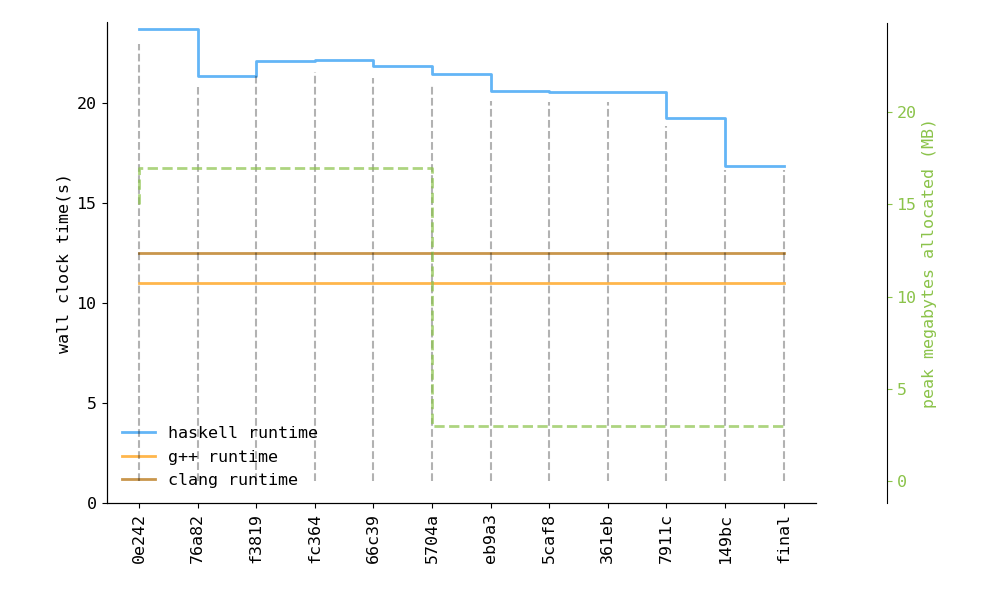 wall clock time(s)
20
15
10
5
0
haskell runtime
g++ runtime
clang runtime
0e242
76a82
f3819
fc364
66c39
5704a
eb9a3
5caf8
361eb
7911c
149bc
final
20
15
10
5
0
peak megabytes allocated (MB)